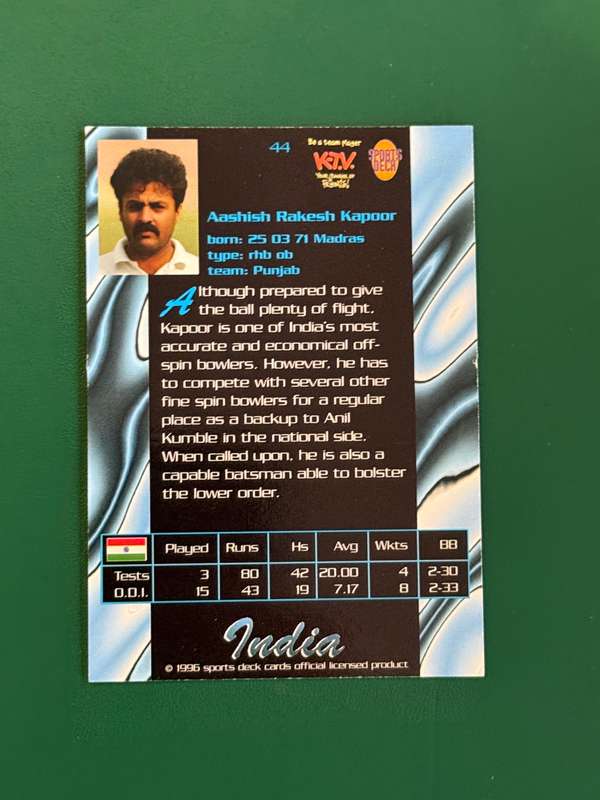 44
Be a team player
K-T.V.
SPORTS
DECK
Aashish Rakesh Kapoor
born: 25 03 71 Madras
type: rhb ob
team: Punjab
Although prepared to give
the ball plenty of flight,
Kapoor is one of India's most
accurate and economical off-
spin bowlers. However, he has
to compete with several other
fine spin bowlers for a regular
place as a backup to Anil
Kumble in the national side.
When called upon, he is also a
capable batsman able to bolster
the lower order.
Played Runs Hs Avg Wkts BB
Tests 3 80 42 20.00 4 2-30
O.D.I. 15 43 19 7.17 8 2-33
India
© 1996 sports deck cards official licensed product